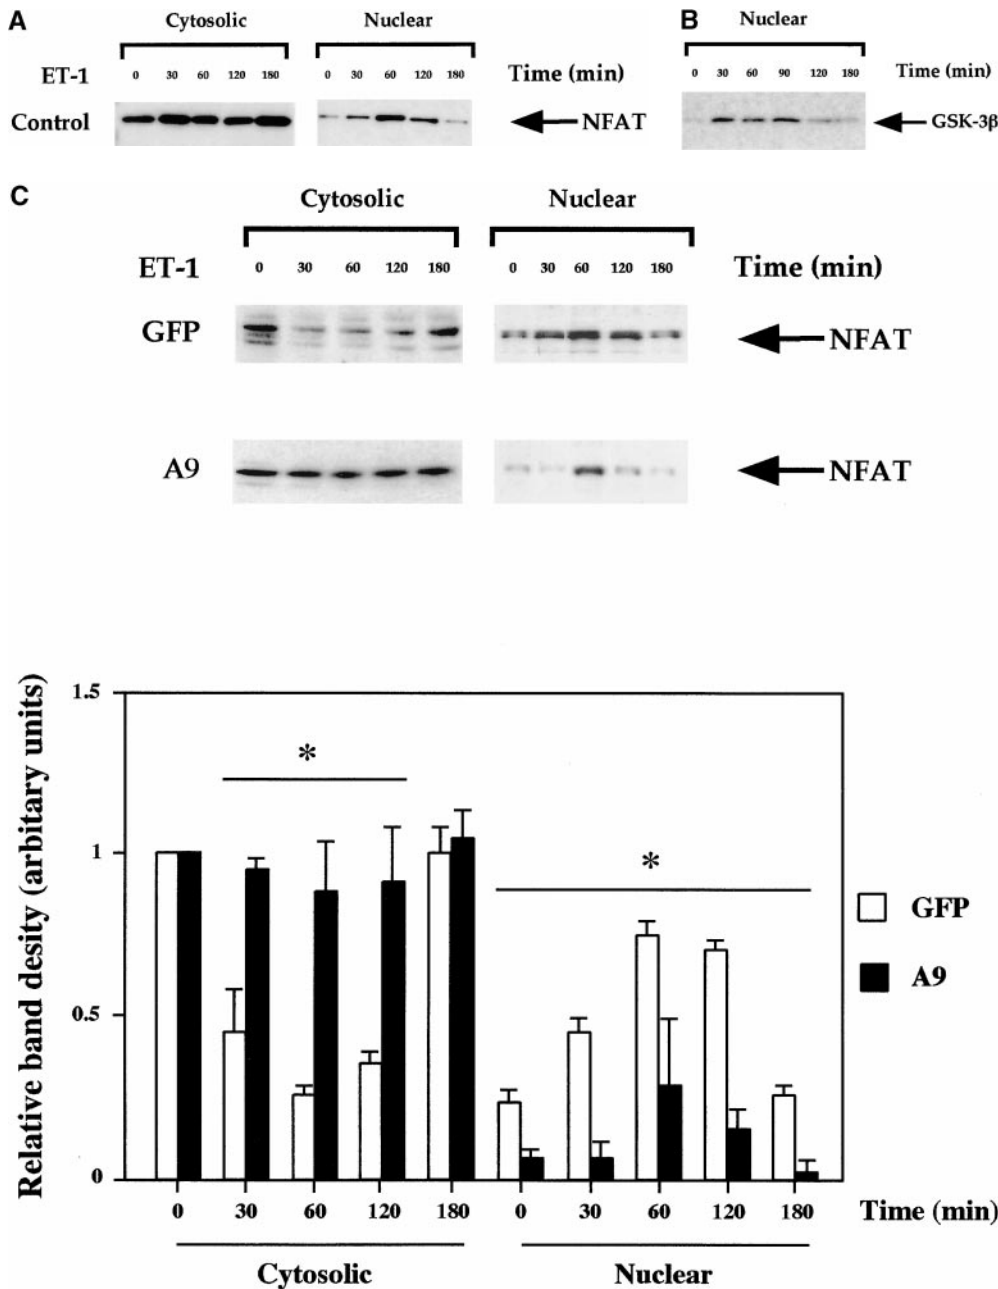 A
Cytosolic
Nuclear
ET-1
0 30 60 120 180
0 30 60 120 180
Time (min)
Control
NFAT
B
Nuclear
0 30 60 90 120 180
Time (min)
GSK-3β
C
Cytosolic
Nuclear
ET-1
0 30 60 120 180
0 30 60 120 180
Time (min)
GFP
NFAT
A9
NFAT
Relative band desity (arbitary units)
1.5
1
0.5
0
*
*
GFP
A9
0 30 60 120 180
0 30 60 120 180
Time (min)
Cytosolic
Nuclear